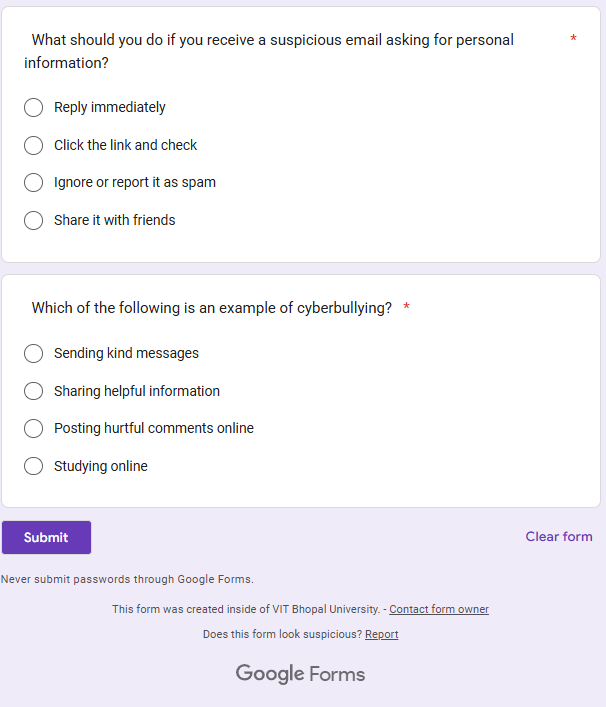 What should you do if you receive a suspicious email asking for personal *
information?
Reply immediately
Click the link and check
Ignore or report it as spam
Share it with friends
Which of the following is an example of cyberbullying? *
Sending kind messages
Sharing helpful information
Posting hurtful comments online
Studying online
Submit Clear form
Never submit passwords through Google Forms.
This form was created inside of VIT Bhopal University. - Contact form owner
Does this form look suspicious? Report
Google Forms